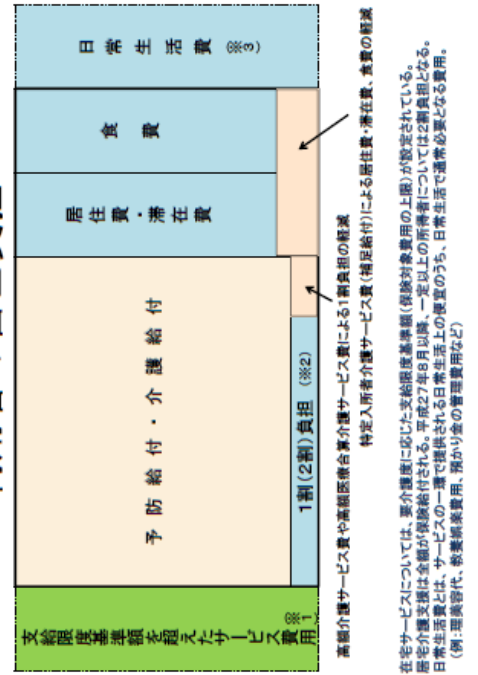 支給限度基準額を超えたサービス費用
※1
予防給付・介護給付
1割(2割)負担 (※2)
居住費・滞在費
食費
日常生活費 (※3)
高額介護サービス費や高額医療合算介護サービス費による1割負担の軽減
特定入所者介護サービス費(補足給付)による居住費・滞在費、食費の軽減
在宅サービスについては、要介護度に応じた支給限度基準額(保険対象費用の上限)が設定されている。
居宅介護支援は全額が保険給付される。平成27年8月以降、一定以上の所得者については2割負担となる。
日常生活費とは、サービスの一環で提供される日常生活上の便宜のうち、日常生活で通常必要となる費用。
(例:理美容代、教養娯楽費用、預かり金の管理費用など)